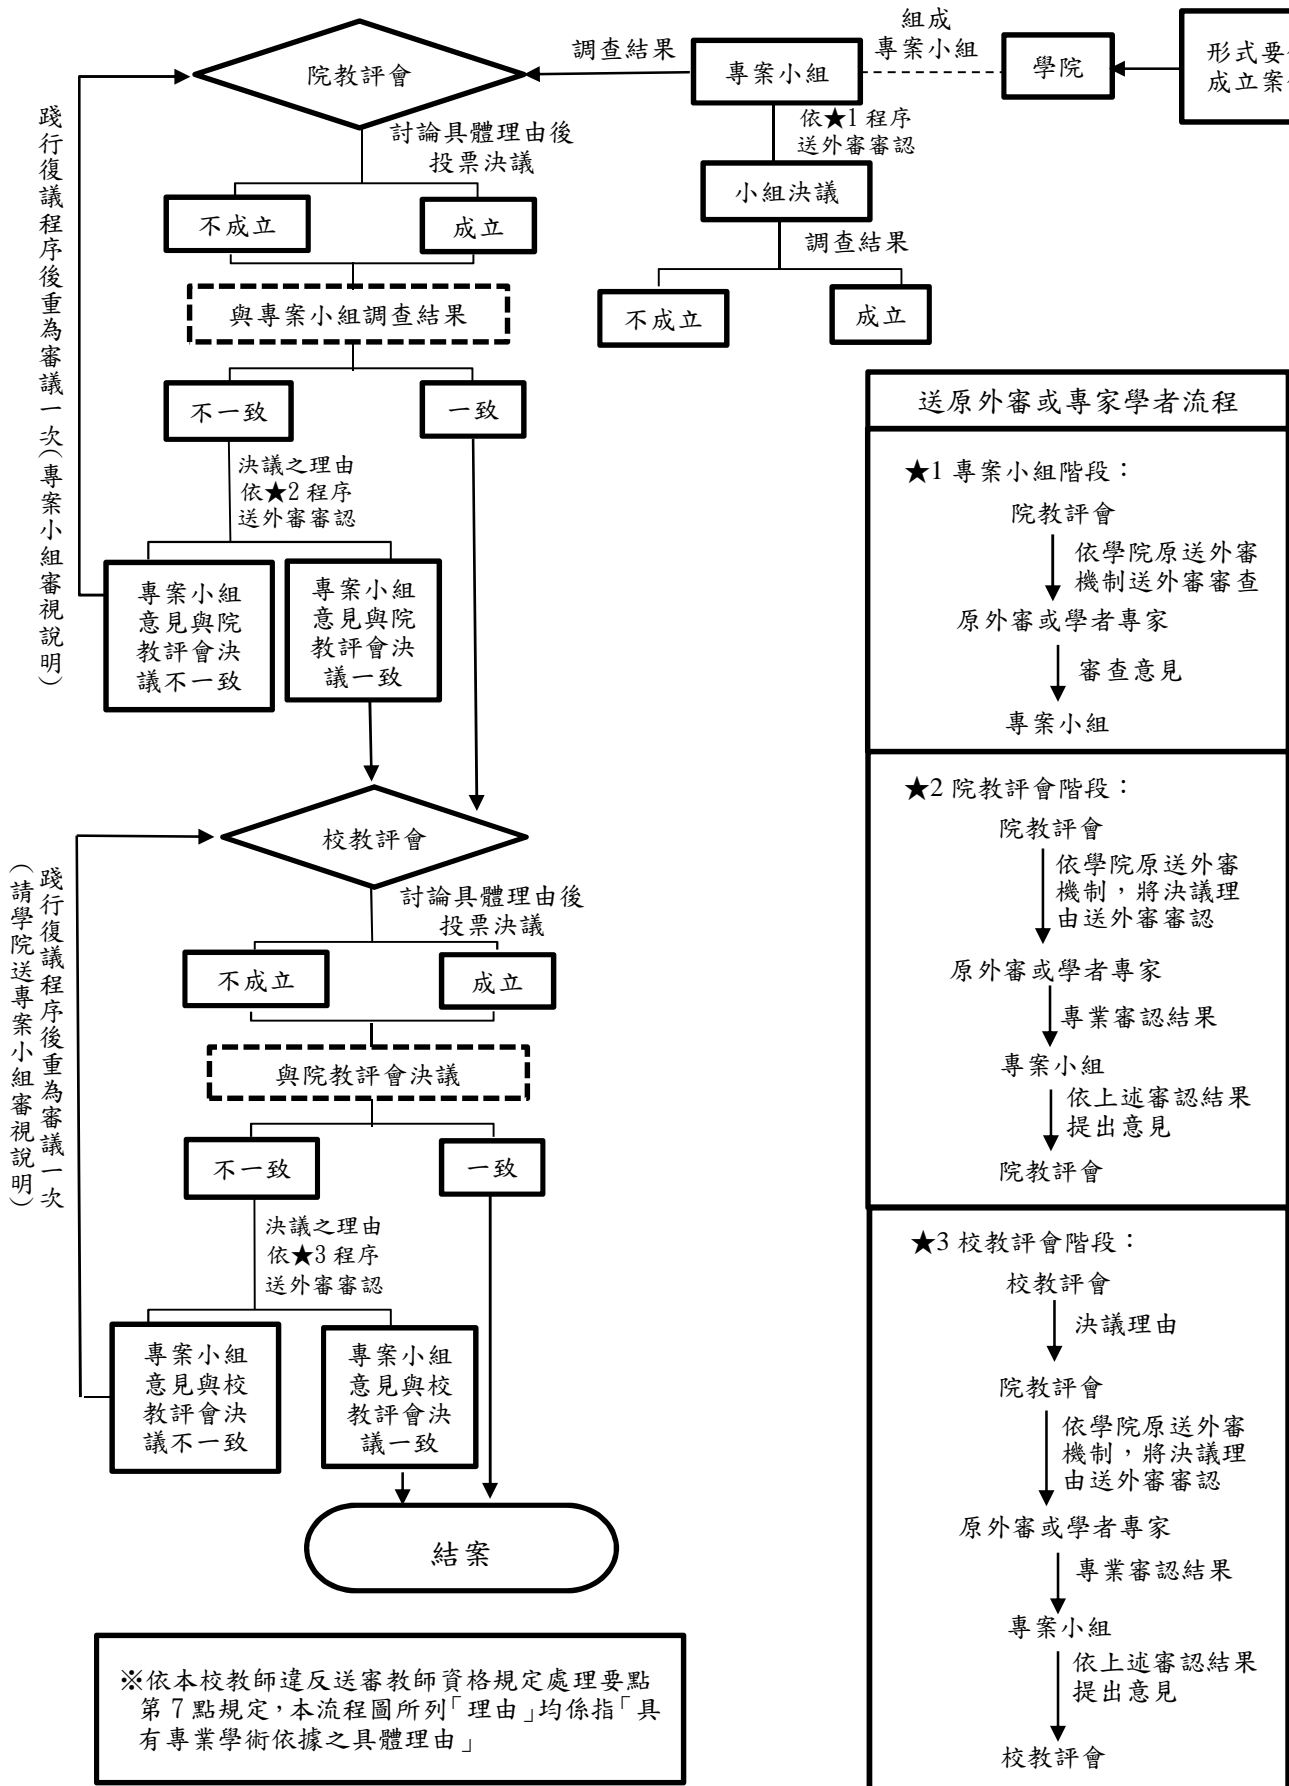 組成
專案小組
調查結果
形式要
成立案
院教評會
專案小組
學院
依★1 程序
送外審審認
討論具體理由後
投票決議
小組決議
不成立
成立
調查結果
與專案小組調查結果
不成立
成立
不一致
一致
決議之理由
依★2 程序
送外審審認
專案小組
意見與院
教評會決
議不一致
專案小組
意見與院
教評會決
議一致
踐行復議程序後重為審議一次(專案小組審視說明)
校教評會
討論具體理由後
投票決議
不成立
成立
與院教評會決議
不一致
一致
決議之理由
依★3 程序
送外審審認
專案小組
意見與校
教評會決
議不一致
專案小組
意見與校
教評會決
議一致
踐行復議程序後重為審議一次
(請學院送專案小組審視說明)
結案
※依本校教師違反送審教師資格規定處理要點
第 7 點規定，本流程圖所列「理由」均係指「具
有專業學術依據之具體理由」
送原外審或專家學者流程
★1 專案小組階段：
院教評會
依學院原送外審
機制送外審審查
原外審或學者專家
審查意見
專案小組
★2 院教評會階段：
院教評會
依學院原送外審
機制，將決議理
由送外審審認
原外審或學者專家
專業審認結果
專案小組
依上述審認結果
提出意見
院教評會
★3 校教評會階段：
校教評會
決議理由
院教評會
依學院原送外審
機制，將決議理
由送外審審認
原外審或學者專家
專業審認結果
專案小組
依上述審認結果
提出意見
校教評會